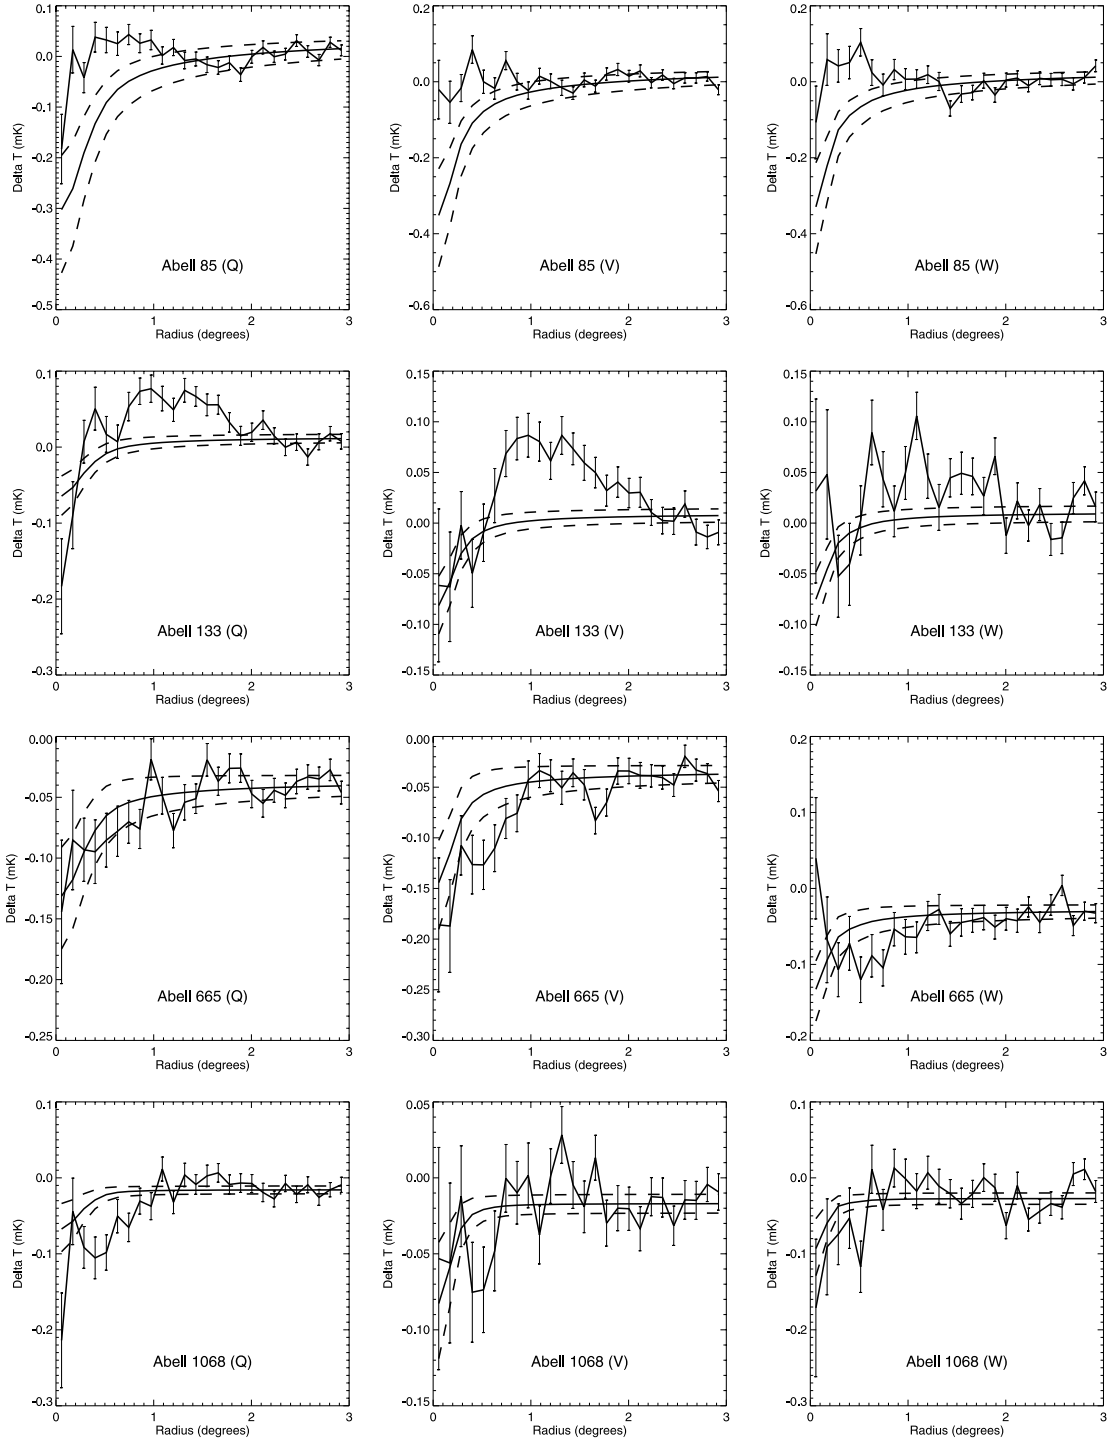 0.1 0.2 0.2
0.0 0.0 0.0
-0.1 -0.2 -0.2
-0.2 -0.4 -0.4
-0.3 -0.6 -0.6
-0.4
-0.5
Delta T (mK) Delta T (mK) Delta T (mK)
Abell 85 (Q) Abell 85 (V) Abell 85 (W)
0 1 2 3 0 1 2 3 0 1 2 3
Radius (degrees) Radius (degrees) Radius (degrees)
0.1 0.15 0.15
0.0 0.10 0.10
-0.1 0.05 0.05
-0.2 0.00 0.00
-0.3 -0.05 -0.05
-0.10 -0.10
-0.15 -0.15
Delta T (mK) Delta T (mK) Delta T (mK)
Abell 133 (Q) Abell 133 (V) Abell 133 (W)
0 1 2 3 0 1 2 3 0 1 2 3
Radius (degrees) Radius (degrees) Radius (degrees)
0.00 0.00 0.2
-0.05 -0.05 0.1
-0.10 -0.10 0.0
-0.15 -0.15 -0.1
-0.20 -0.20 -0.2
-0.25 -0.25
-0.30
Delta T (mK) Delta T (mK) Delta T (mK)
Abell 665 (Q) Abell 665 (V) Abell 665 (W)
0 1 2 3 0 1 2 3 0 1 2 3
Radius (degrees) Radius (degrees) Radius (degrees)
0.1 0.05 0.1
0.0 0.00 0.0
-0.1 -0.05 -0.1
-0.2 -0.10 -0.2
-0.3 -0.15 -0.3
Delta T (mK) Delta T (mK) Delta T (mK)
Abell 1068 (Q) Abell 1068 (V) Abell 1068 (W)
0 1 2 3 0 1 2 3 0 1 2 3
Radius (degrees) Radius (degrees) Radius (degrees)